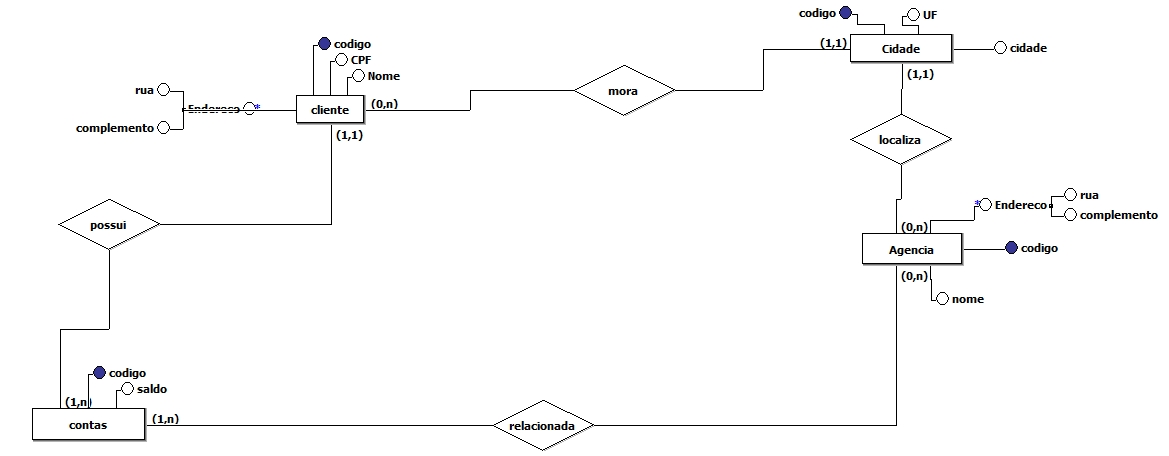 codigo
UF
(1,1)
Cidade
cidade
(1,1)
codigo
CPF
Nome
rua
Endereco *
complemento
cliente
(0,n)
(1,1)
mora
localiza
possui
* Endereco
rua
complemento
(0,n)
Agencia
codigo
(0,n)
nome
codigo
saldo
(1,n)
contas
(1,n)
relacionada